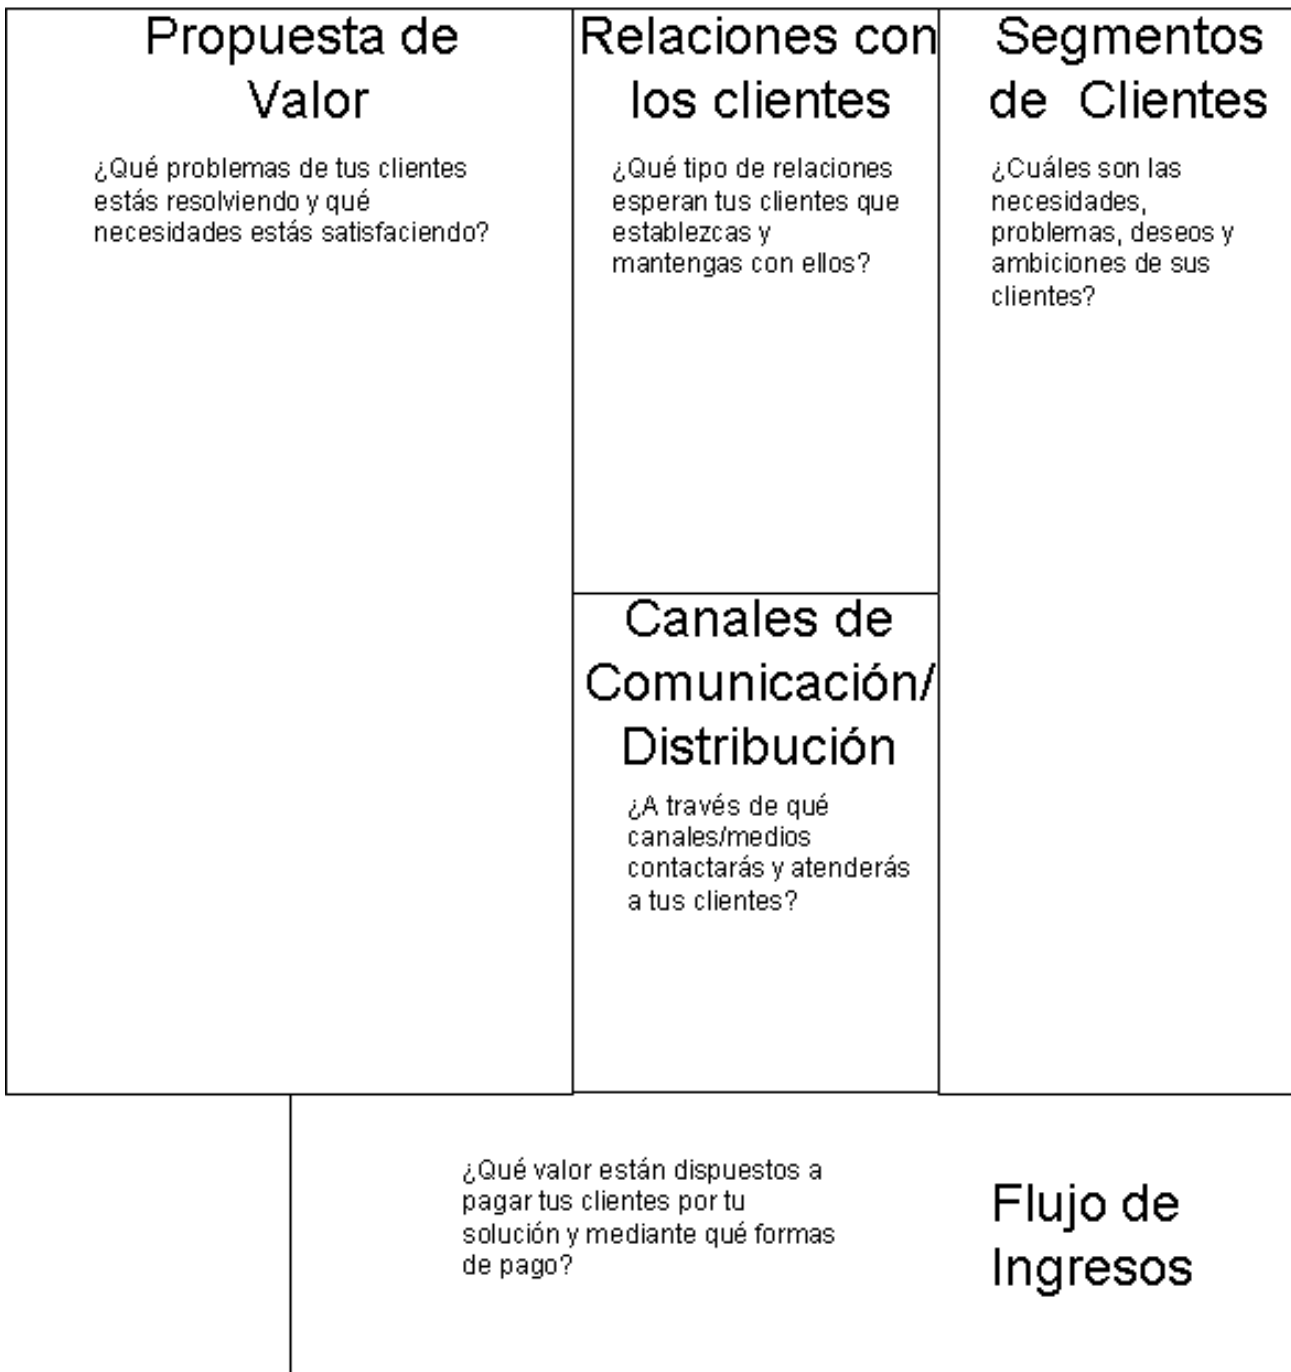 Propuesta de
Valor
¿Qué problemas de tus clientes
estás resolviendo y qué
necesidades estás satisfaciendo?
Relaciones con
los clientes
¿Qué tipo de relaciones
esperan tus clientes que
establezcas y
mantengas con ellos?
Canales de
Comunicación/
Distribución
¿A través de qué
canales/medios
contactarás y atenderás
a tus clientes?
Segmentos
de Clientes
¿Cuáles son las
necesidades,
problemas, deseos y
ambiciones de sus
clientes?
¿Qué valor están dispuestos a
pagar tus clientes por tu
solución y mediante qué formas
de pago?
Flujo de
Ingresos